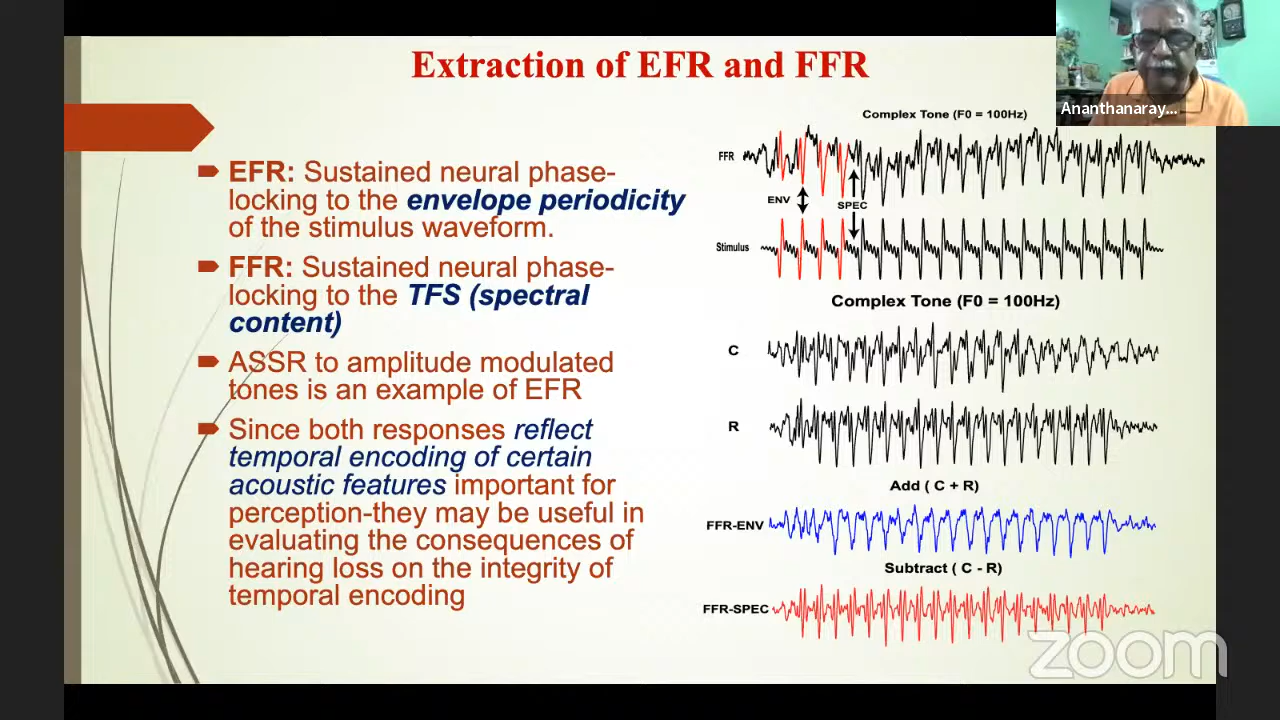 Extraction of EFR and FFR
EFR: Sustained neural phase-
locking to the envelope periodicity
of the stimulus waveform.
FFR: Sustained neural phase-
locking to the TFS (spectral
content)
ASSR to amplitude modulated
tones is an example of EFR
Since both responses reflect
temporal encoding of certain
acoustic features important for
perception-they may be useful in
evaluating the consequences of
hearing loss on the integrity of
temporal encoding
Complex Tone (F0 = 100Hz)
FFR
ENV
SPEC
Stimulus
Complex Tone (F0 = 100Hz)
C
R
Add ( C + R)
FFR-ENV
Subtract ( C - R)
FFR-SPEC
Ananthanaray...
zoom